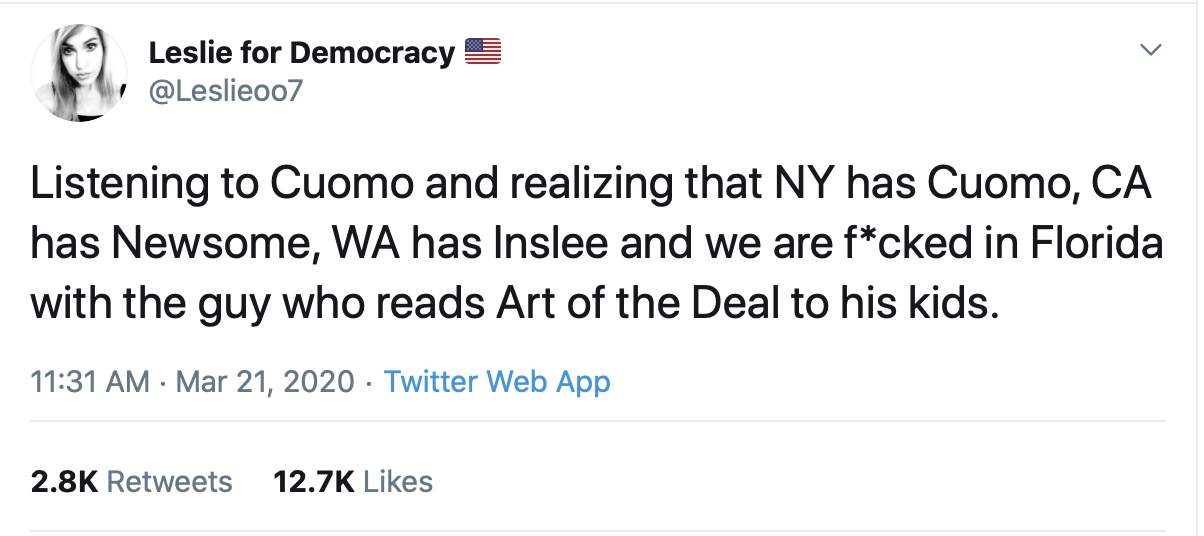 Leslie for Democracy 🇺🇸
@Leslieoo7
Listening to Cuomo and realizing that NY has Cuomo, CA
has Newsome, WA has Inslee and we are f*cked in Florida
with the guy who reads Art of the Deal to his kids.
11:31 AM · Mar 21, 2020 · Twitter Web App
2.8K Retweets 12.7K Likes